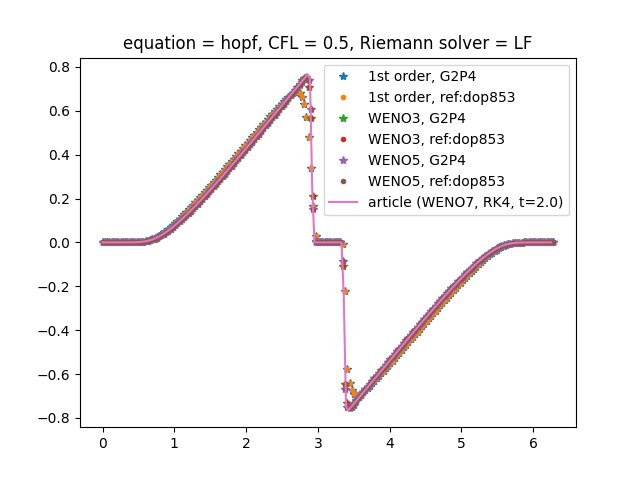 equation = hopf, CFL = 0.5, Riemann solver = LF
0.8
0.6
0.4
0.2
0.0
−0.2
−0.4
−0.6
−0.8
1st order, G2P4
1st order, ref:dop853
WENO3, G2P4
WENO3, ref:dop853
WENO5, G2P4
WENO5, ref:dop853
article (WENO7, RK4, t=2.0)
0 1 2 3 4 5 6